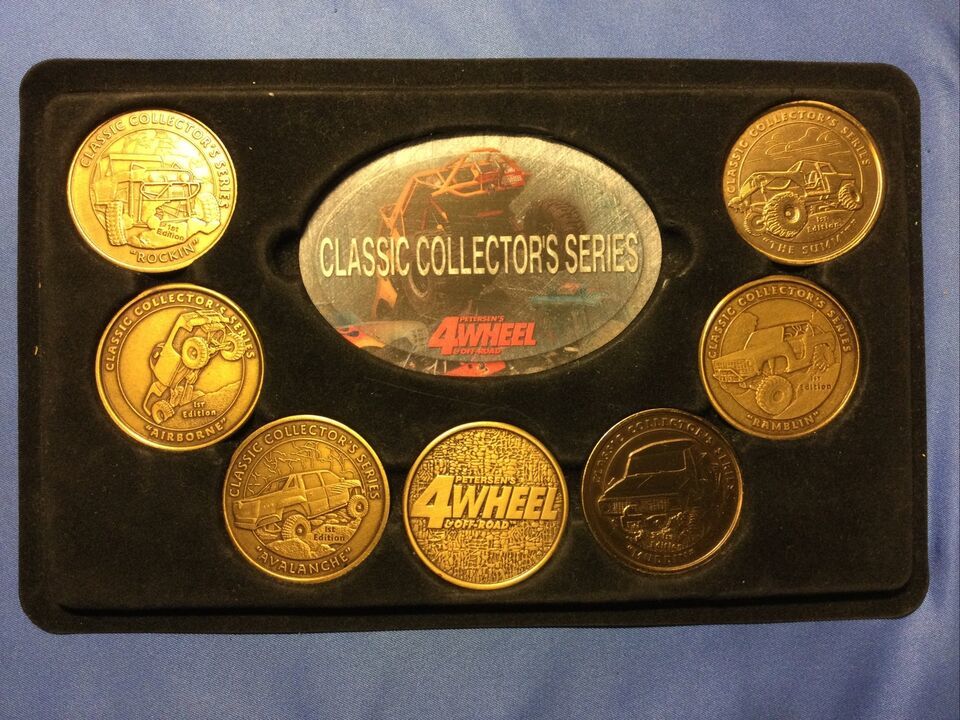 CLASSIC COLLECTOR'S SERIES
1st
Edition
"ROCKIN"
CLASSIC COLLECTOR'S SERIES
PETERSEN'S
4WHEEL
& OFF-ROAD
CLASSIC COLLECTOR'S SERIES
1st
Edition
"THE
CLASSIC COLLECTOR'S SERIES
1st
Edition
"AIRBORNE"
CLASSIC COLLECTOR'S SERIES
1st
Edition
"RAMBLIN"
CLASSIC COLLECTOR'S SERIES
1st
Edition
"AVALANCHE"
PETERSEN'S
4WHEEL
& OFF-ROAD
CLASSIC COLLECTOR'S SERIES
1st
Edition